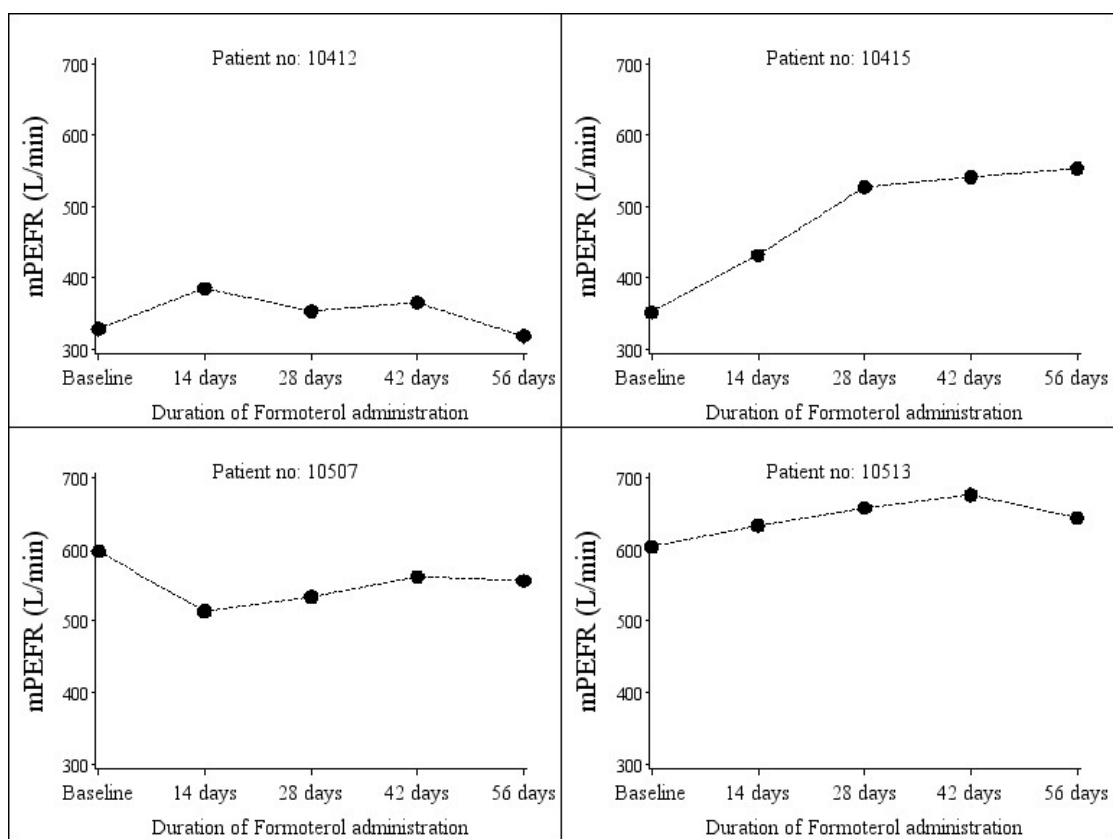 Patient no: 10412
mPEFR (L/min)
700
600
500
400
300
Baseline 14 days 28 days 42 days 56 days
Duration of Formoterol administration
Patient no: 10415
mPEFR (L/min)
700
600
500
400
300
Baseline 14 days 28 days 42 days 56 days
Duration of Formoterol administration
Patient no: 10507
mPEFR (L/min)
700
600
500
400
300
Baseline 14 days 28 days 42 days 56 days
Duration of Formoterol administration
Patient no: 10513
mPEFR (L/min)
700
600
500
400
300
Baseline 14 days 28 days 42 days 56 days
Duration of Formoterol administration